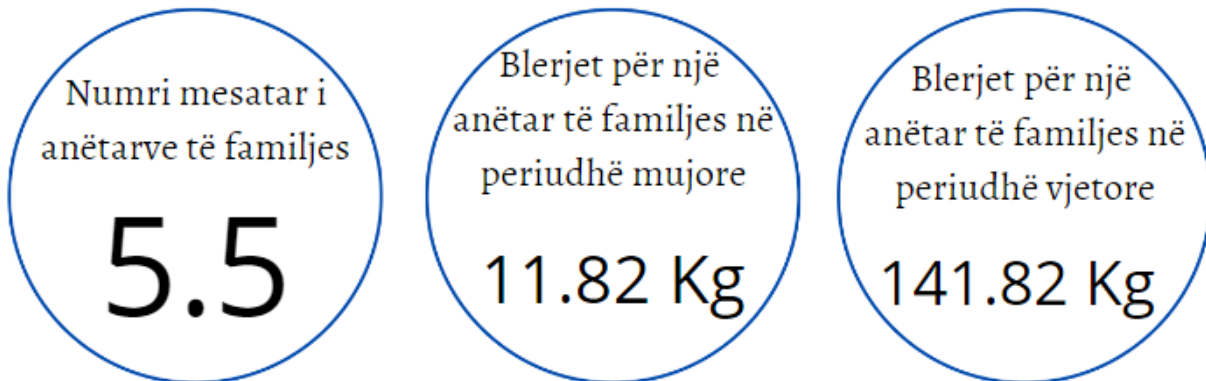 Numri mesatar i
anëtarve të familjes
5.5
Blerjet për një
anëtar të familjes në
periudhë mujore
11.82 Kg
Blerjet për një
anëtar të familjes në
periudhë vjetore
141.82 Kg